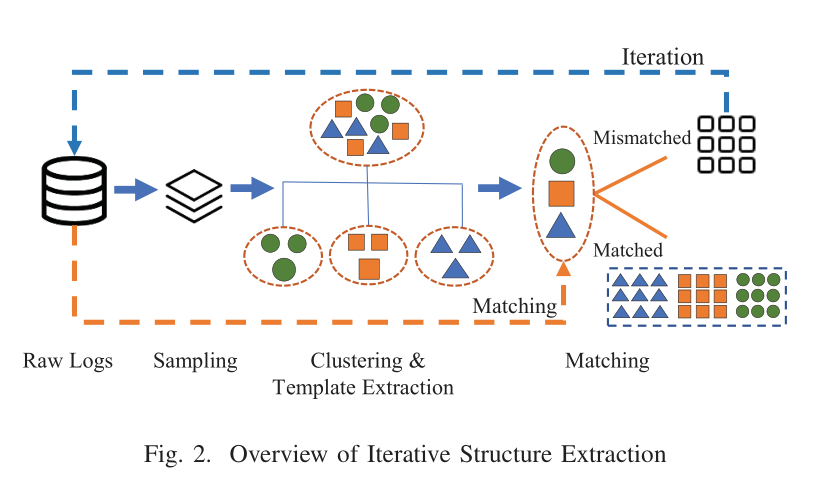 Iteration
Mismatched
Matched
Matching
Raw Logs
Sampling
Clustering &
Template Extraction
Matching
Fig. 2. Overview of Iterative Structure Extraction